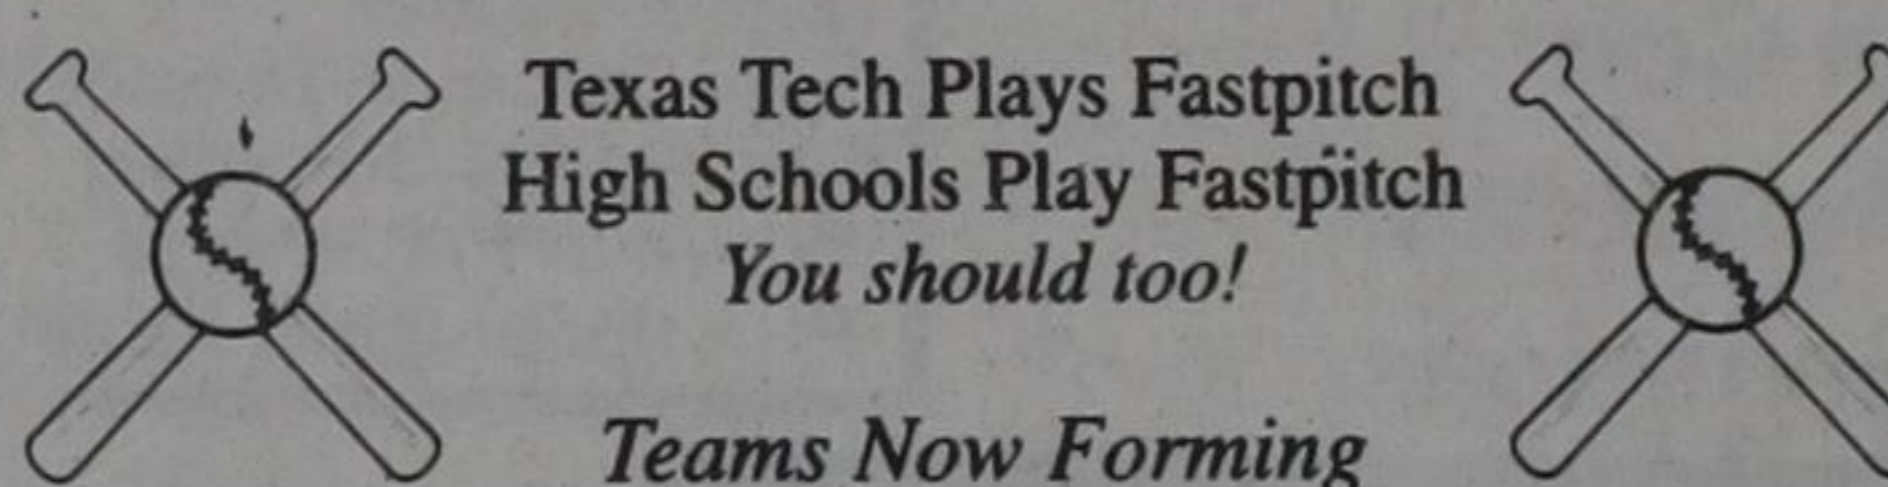 Texas Tech Plays Fastpitch
High Schools Play Fastpitch
You should too!
Teams Now Forming